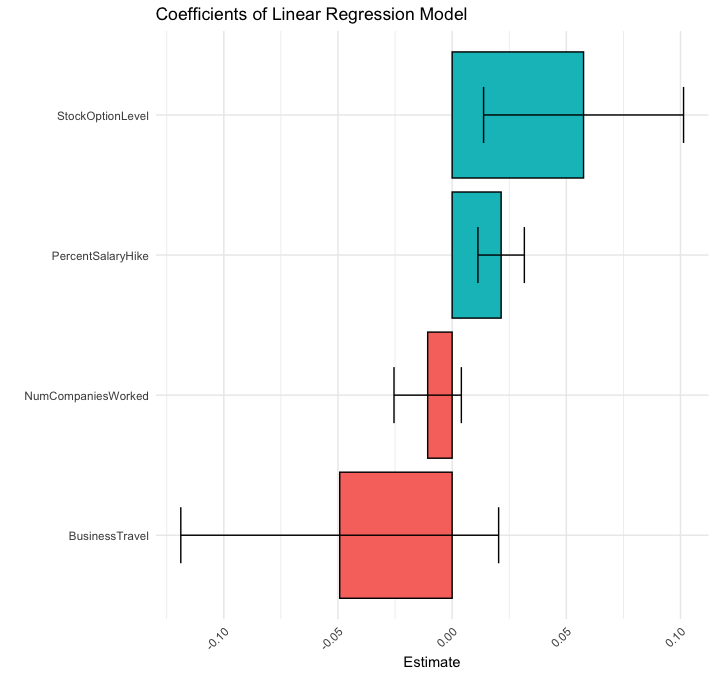 Coefficients of Linear Regression Model
StockOptionLevel
PercentSalaryHike
NumCompaniesWorked
BusinessTravel
-0.10
-0.05
0.00
0.05
0.10
Estimate